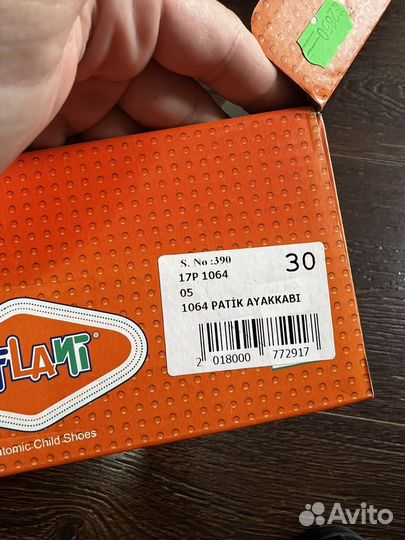 S. No :390
17P 1064
30
05
1064 PATİK AYAKKABI
2 018000 772917
FLANİ
atomic Child Shoes
Avito